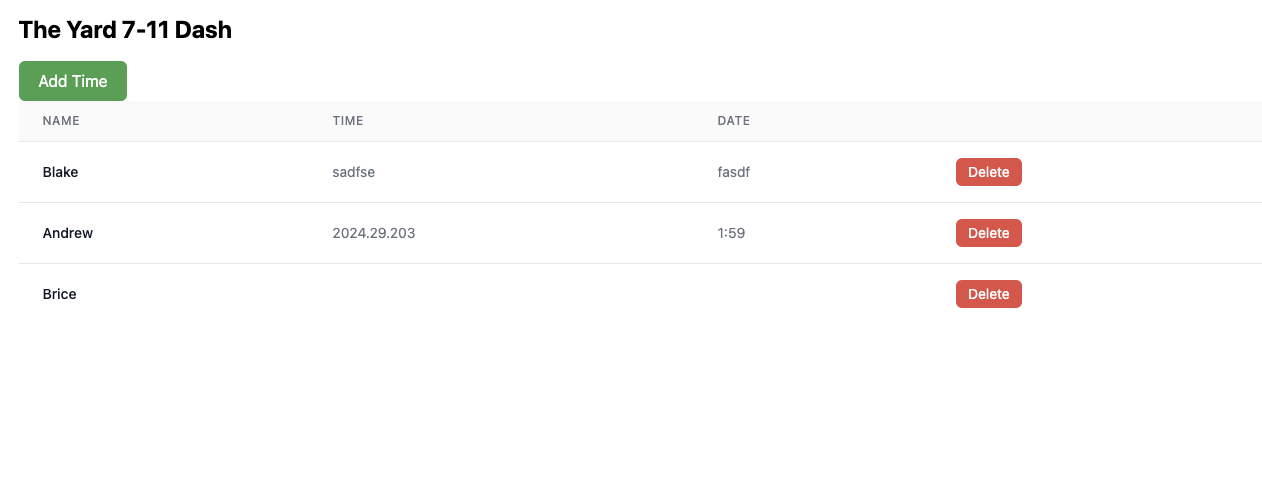 The Yard 7-11 Dash
Add Time
NAME TIME DATE
Blake sadfse fasdf Delete
Andrew 2024.29.203 1:59 Delete
Brice Delete